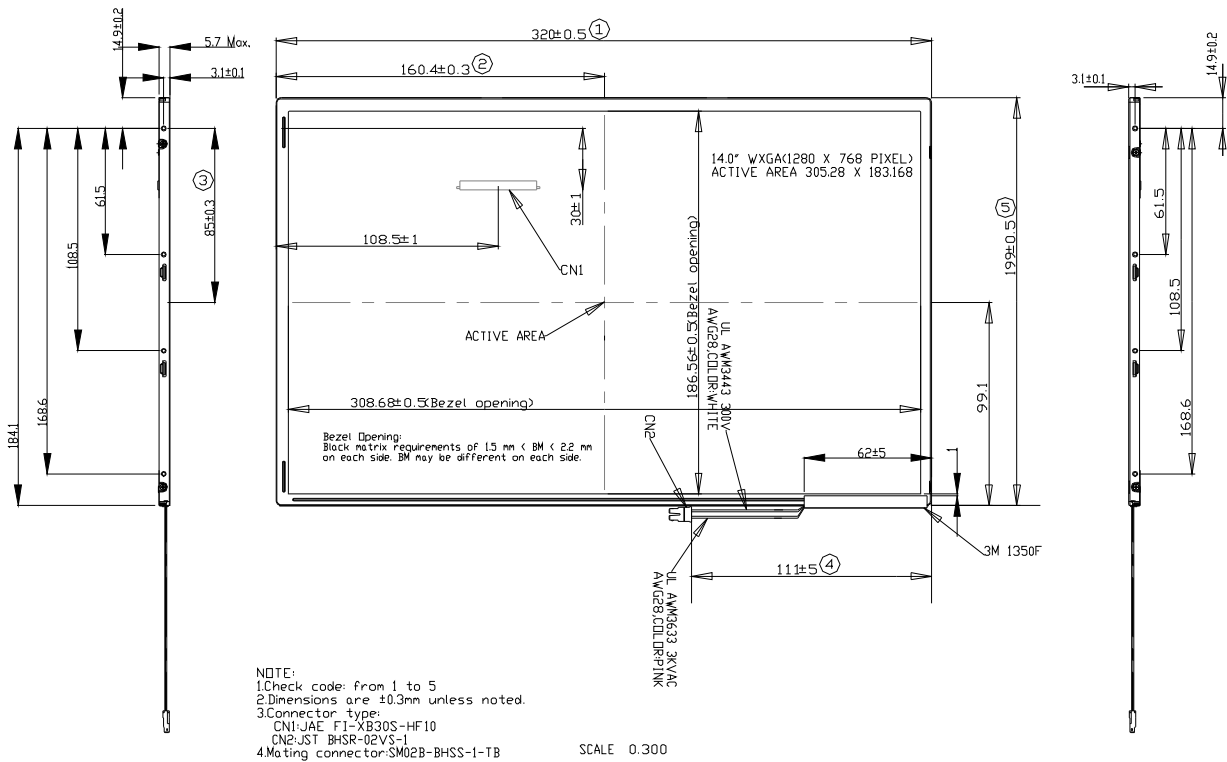 14.9±0.2
5.7 Max.
3.1±0.1
320±0.5 1
160.4±0.3 2
3.1±0.1
14.9±0.2
14.0" WXGA(1280 X 768 PIXEL)
ACTIVE AREA 305.28 X 183.168
30±1
108.5±1
CN1
61.5
85±0.3 3
108.5
168.6
184.1
ACTIVE AREA
186.56±0.5(Bezel opening)
199±0.5 5
61.5
108.5
168.6
99.1
308.68±0.5(Bezel opening)
UL AWM3443 300V
AWG28,COLOR:WHITE
CN2
Bezel Opening:
Black matrix requirements of 1.5 mm < BM < 2.2 mm
on each side. BM may be different on each side.
62±5
1
3M 1350F
111±5 4
UL AWM3633 3KVAC
AWG28,COLOR:PINK
NOTE:
1.Check code: from 1 to 5
2.Dimensions are ±0.3mm unless noted.
3.Connector type:
CN1:JAE FI-XB30S-HF10
CN2:JST BHSR-02VS-1
4.Mating connector:SM02B-BHSS-1-TB
SCALE 0.300